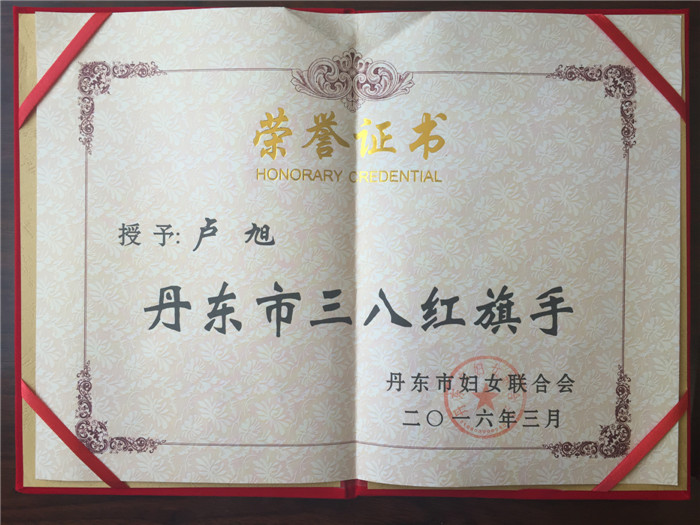 荣誉证书
HONORARY CREDENTIAL
授予: 卢旭
丹东市三八红旗手
丹东市妇女联合会
二〇一六年三月